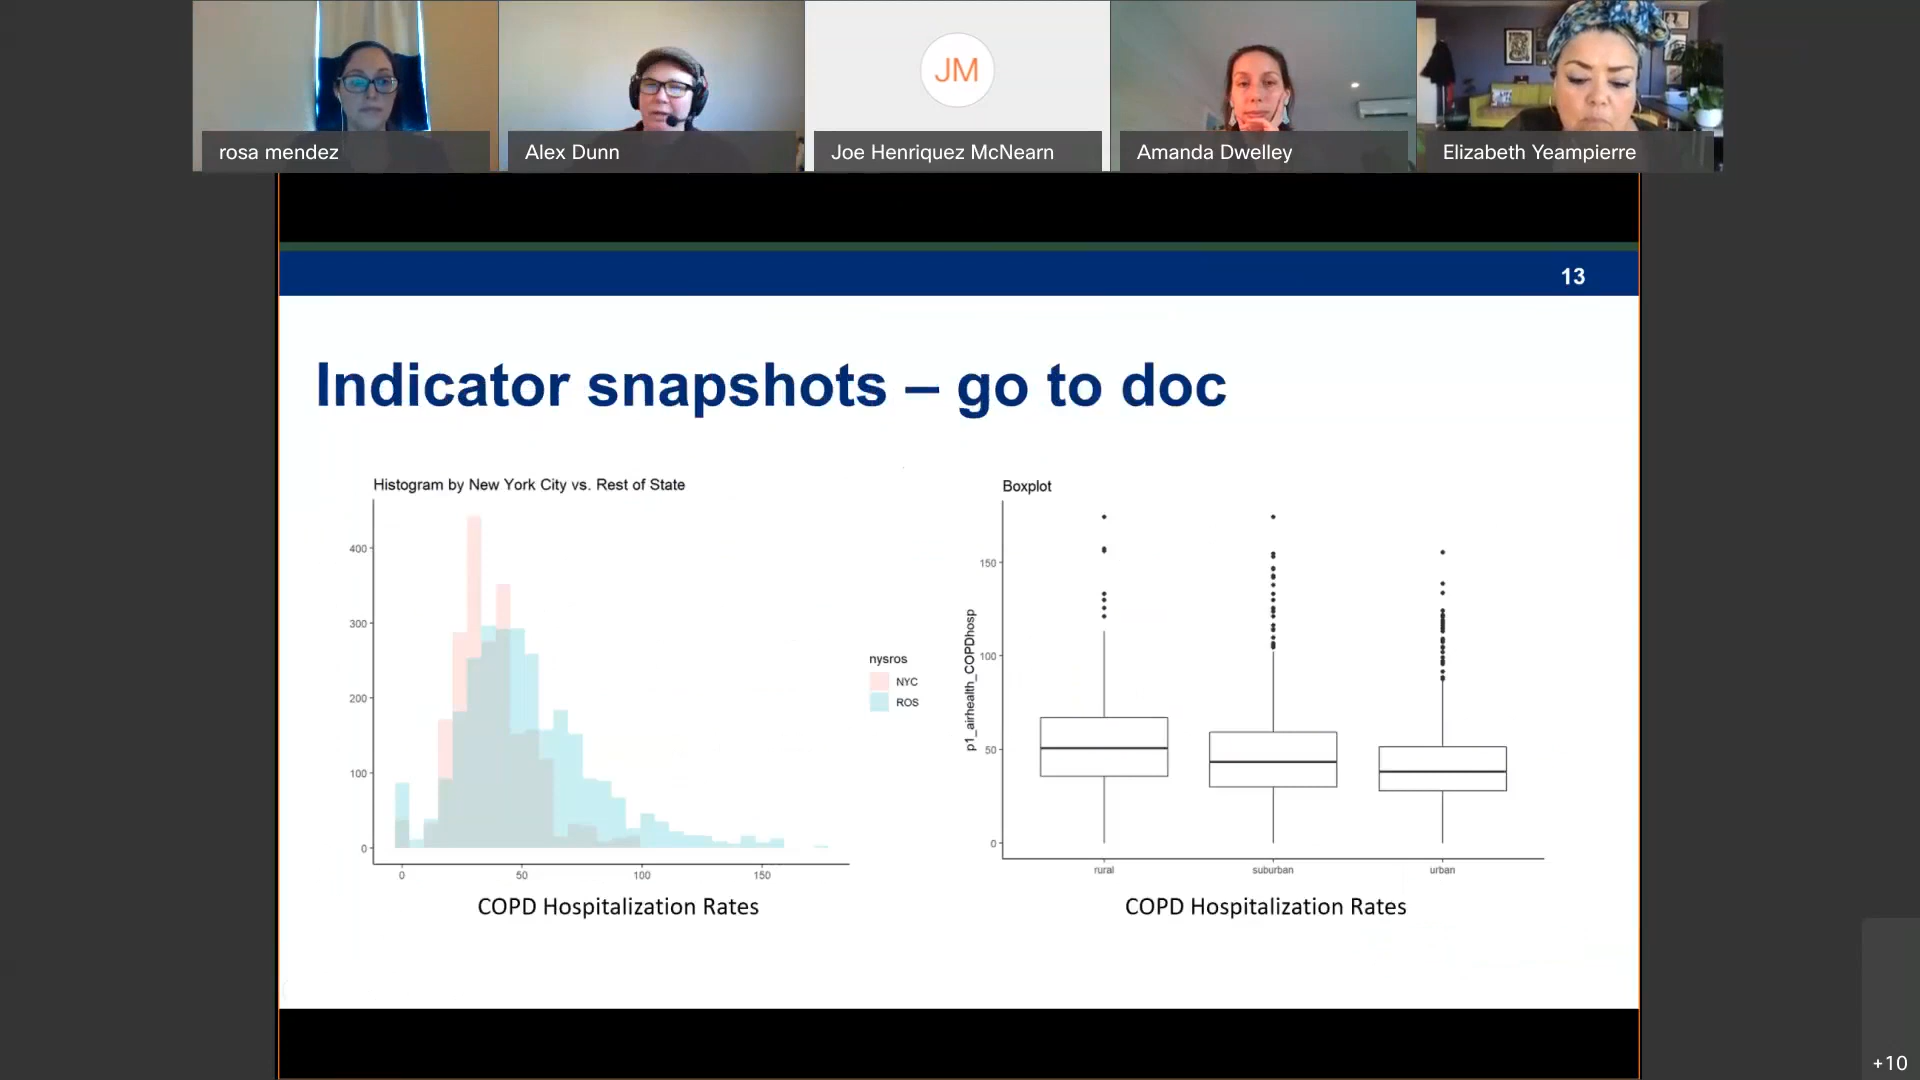 rosa mendez
Alex Dunn
JM
Joe Henriquez McNearn
Amanda Dwelley
Elizabeth Yeampierre
13
Indicator snapshots – go to doc
Histogram by New York City vs. Rest of State
400
300
200
100
0
0 50 100 150
COPD Hospitalization Rates
nysros
NYC
ROS
Boxplot
p1_airhealth_COPDhosp
150
100
50
0
rural suburban urban
COPD Hospitalization Rates
+10